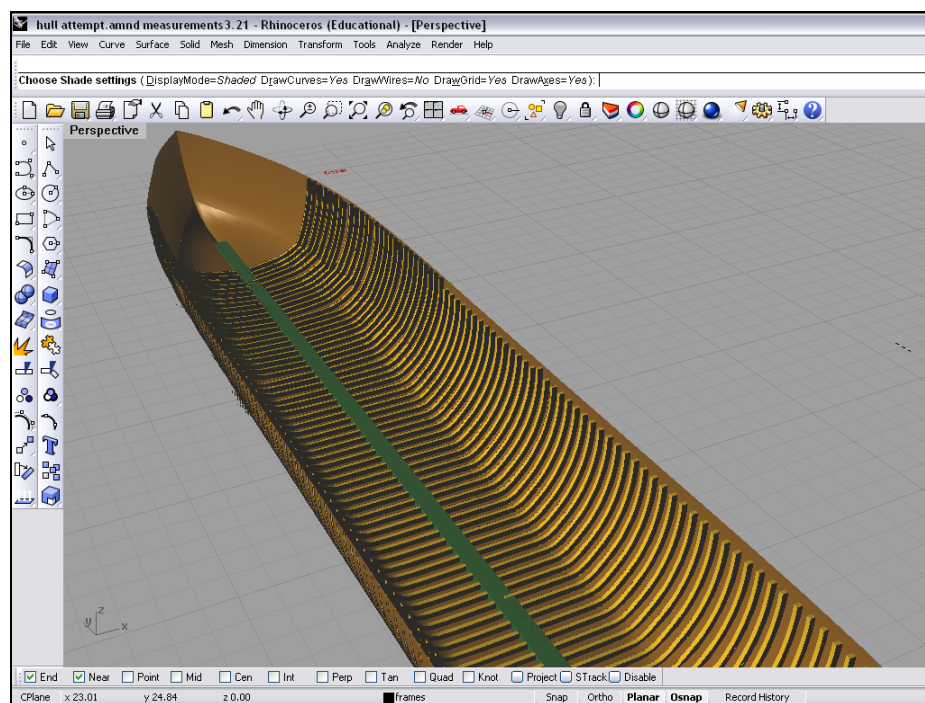 hull attempt.amnd measurements3.21 - Rhinoceros (Educational) - [Perspective]
File Edit View Curve Surface Solid Mesh Dimension Transform Tools Analyze Render Help
Choose Shade settings ( DisplayMode=Shaded DrawCurves=Yes DrawWires=No DrawGrid=Yes DrawAxes=Yes):
Perspective
z
y x
End Near Point Mid Cen Int Perp Tan Quad Knot Project STrack Disable
CPlane x 23.01 y 24.84 z 0.00 frames Snap Ortho Planar Osnap Record History